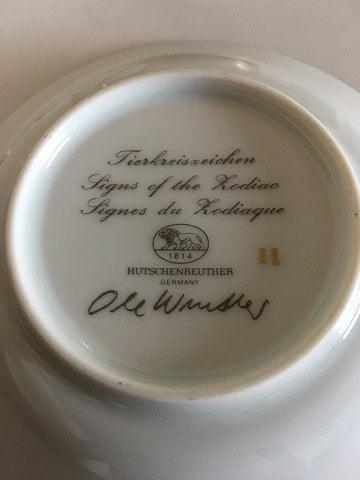 Tierkreiszeichen
Signs of the Zodiac
Signes du Zodiaque
1814
11
HUTSCHENREUTHER
GERMANY
Ole Winther